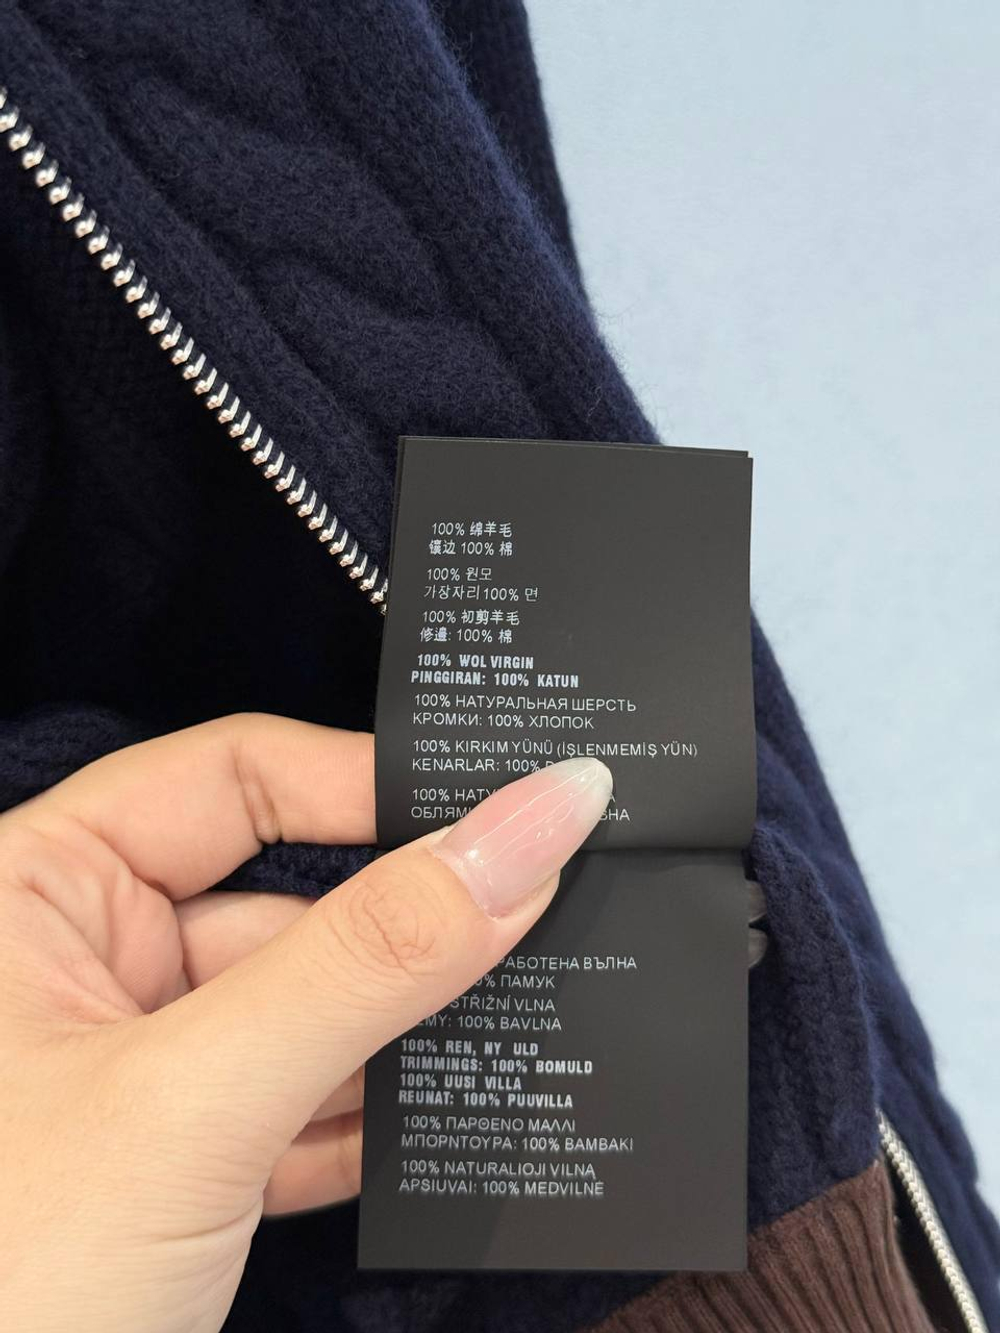 100% 绵羊毛
镶边 100% 棉
100% 원모
가장자리100% 면
100% 初剪羊毛
修邊: 100% 棉
100% WOL VIRGIN
PINGGIRAN: 100% KATUN
100% НАТУРАЛЬНАЯ ШЕРСТЬ
КРОМКИ: 100% ХЛОПОК
100% KIRKIM YÜNÜ (İŞLENMEMİŞ YÜN)
KENARLAR: 100%
100%
100% ПАМУК
STŘIŽNÍ VLNA
100% BAVLNA
100% REN, NY ULD
TRIMMINGS: 100% BOMULD
100% UUSI VILLA
REUNAT: 100% PUUVILLA
100% ΠΑΡΘΕΝΟ ΜΑΛΛΙ
ΜΠΟΡΝΤΟΥΡΑ: 100% ΒΑΜΒΑΚΙ
100% NATURALIOJI VILNA
APSIUVAI: 100% MEDVILNĖ